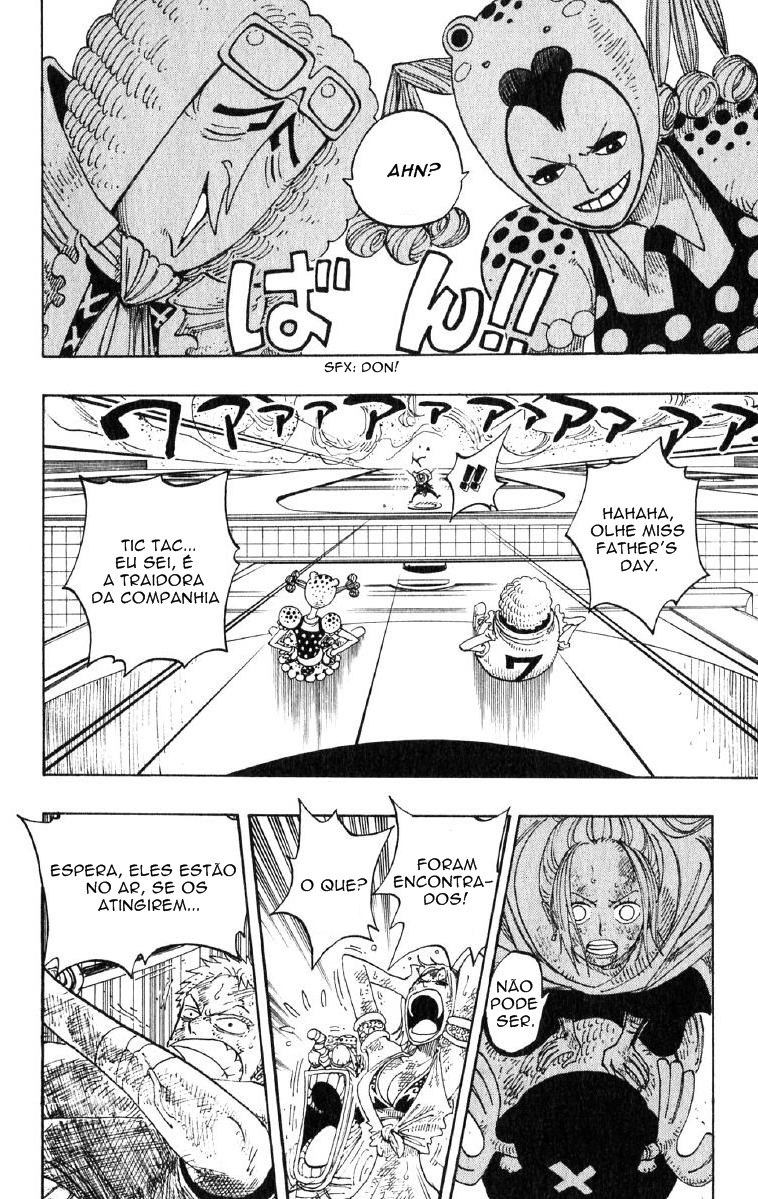 AHN?
ばん!!
SFX: DON!
ワアアアアアアアアアア
!!
HAHAHA,
OLHE MISS
FATHER'S
DAY.
TIC TAC...
EU SEI, É
A TRAIDORA
DA COMPANHIA
7
NÃO
PODE
SER.
FORAM
ENCONTRA-
DOS!
O QUE?
ESPERA, ELES ESTÃO
NO AR, SE OS
ATINGIREM...